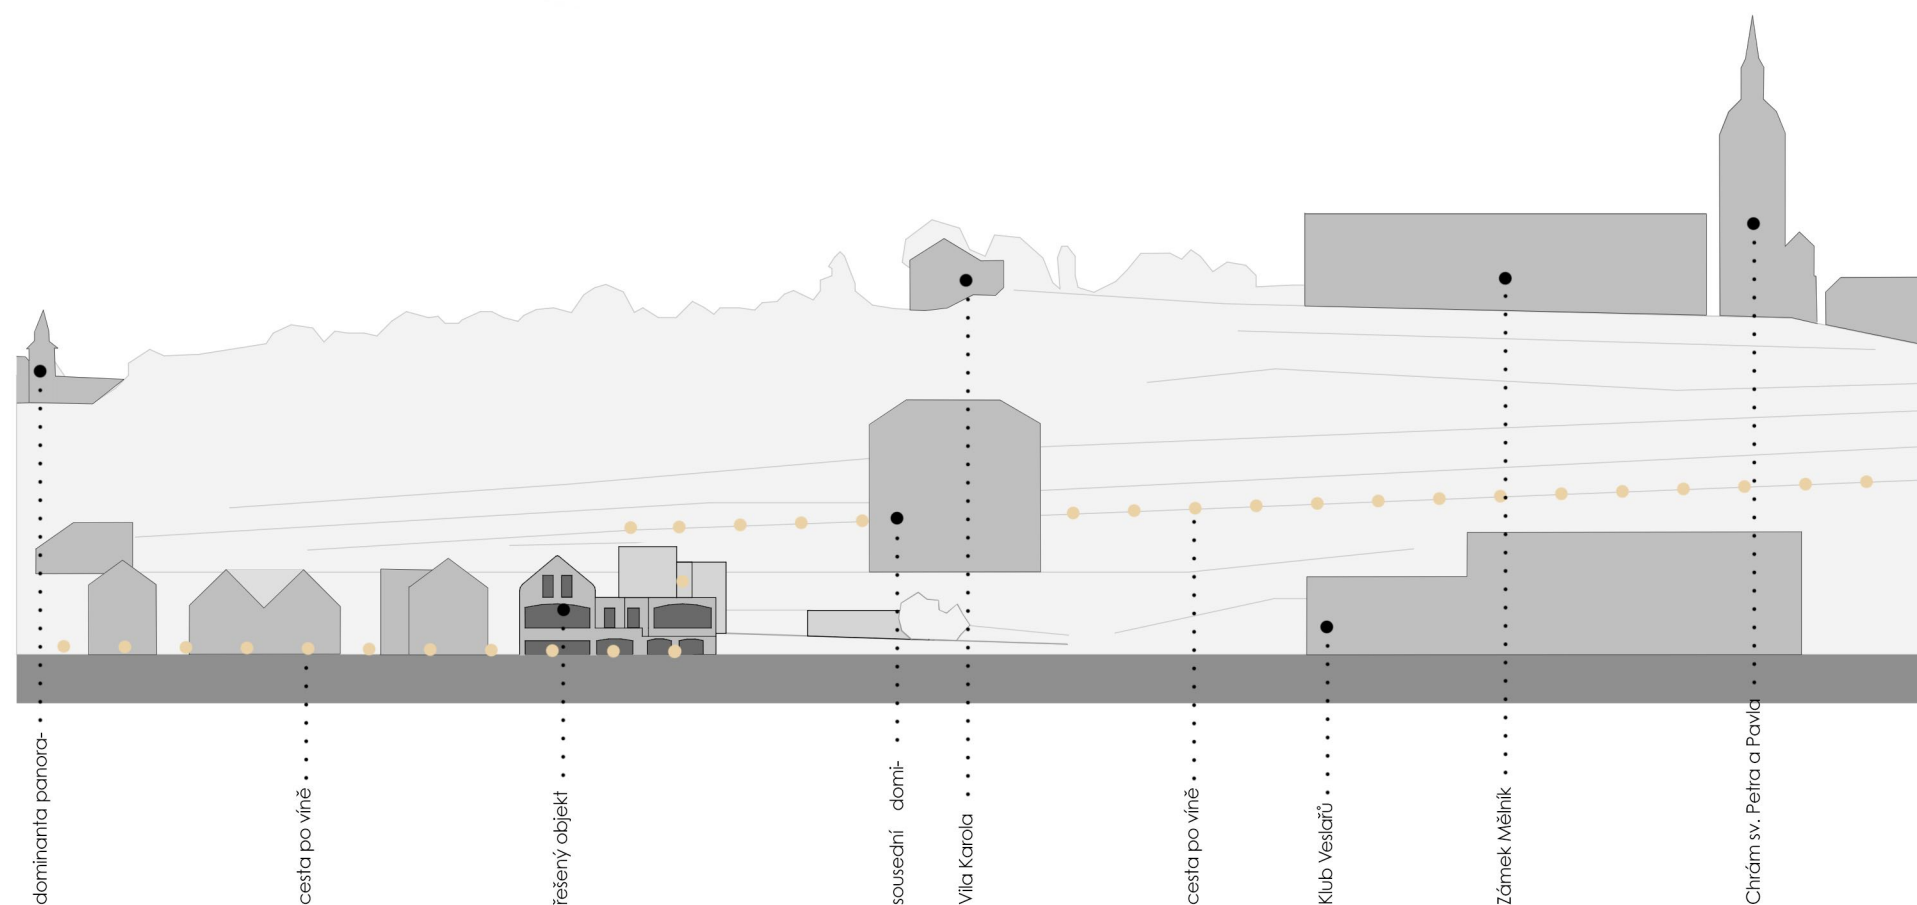 dominanta panora-
cesta po víně
řešený objekt
sousední domi-
Vila Karola
cesta po víně
Klub Veslařů
Zámek Mělník
Chrám sv. Petra a Pavla